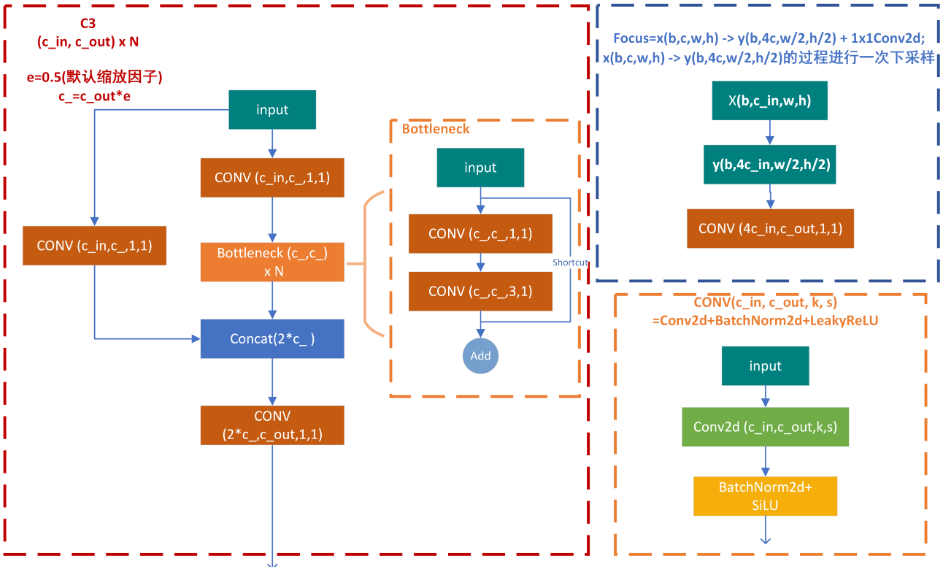 C3
(c_in, c_out) x N
e=0.5(默认缩放因子)
c_=c_out*e
input
CONV (c_in,c_,1,1)
CONV (c_in,c_,1,1)
Bottleneck (c_,c_)
x N
Concat(2*c_ )
CONV
(2*c_,c_out,1,1)
Bottleneck
input
CONV (c_,c_,1,1)
Shortcut
CONV (c_,c_,3,1)
Add
Focus=x(b,c,w,h) -> y(b,4c,w/2,h/2) + 1x1Conv2d;
x(b,c,w,h) -> y(b,4c,w/2,h/2)的过程进行一次下采样
X(b,c_in,w,h)
y(b,4c_in,w/2,h/2)
CONV (4c_in,c_out,1,1)
CONV(c_in, c_out, k, s)
=Conv2d+BatchNorm2d+LeakyReLU
input
Conv2d (c_in,c_out,k,s)
BatchNorm2d+
SiLU